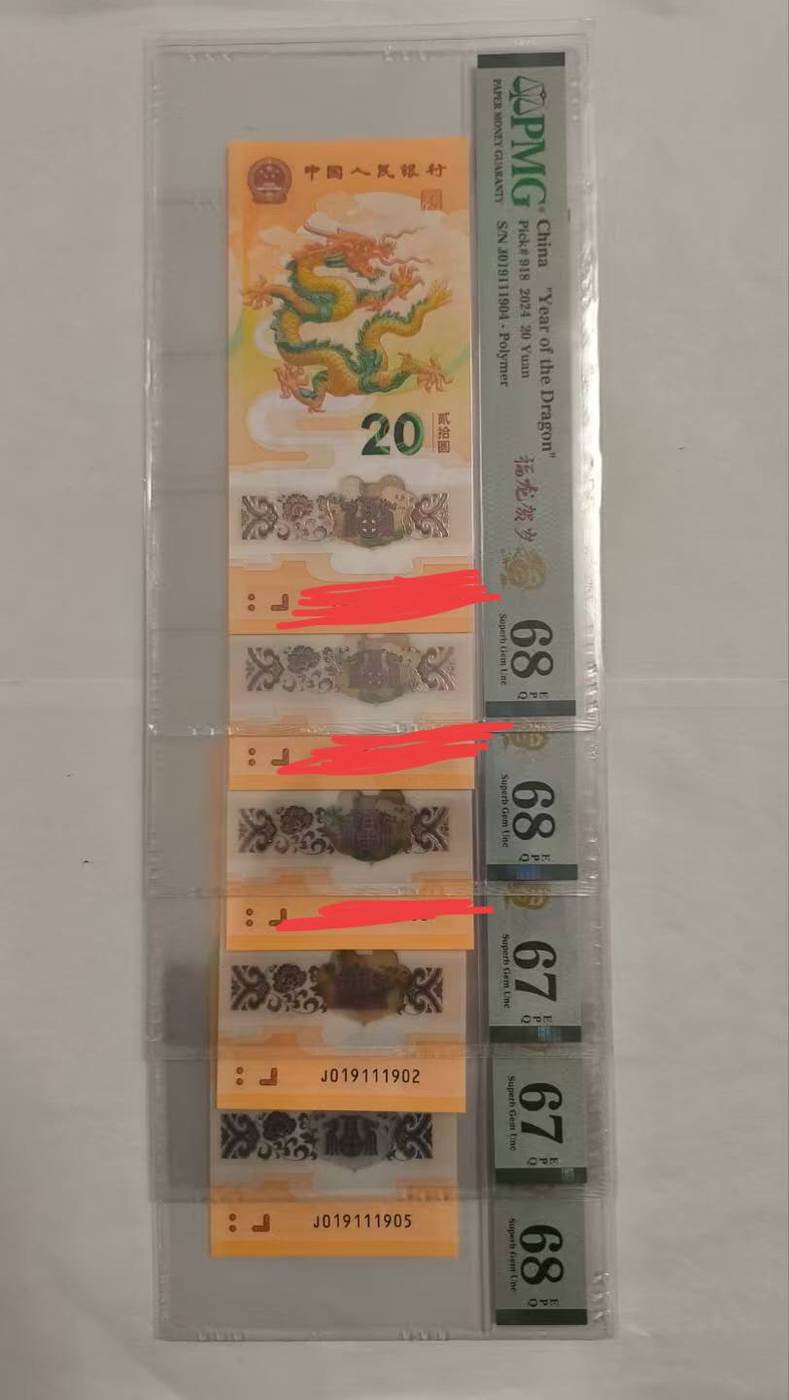 中国人民银行
20
贰拾圆
PMG
PAPER MONEY GUARANTY
China "Year of the Dragon"
Pick# 918 2024 20 Yuan
S/N J019111904 - Polymer
福龙贺岁
68 EPQ
Superb Gem Unc
68 EPQ
Superb Gem Unc
67 EPQ
Superb Gem Unc
J019111902
67 EPQ
Superb Gem Unc
J019111905
68 EPQ
Superb Gem Unc